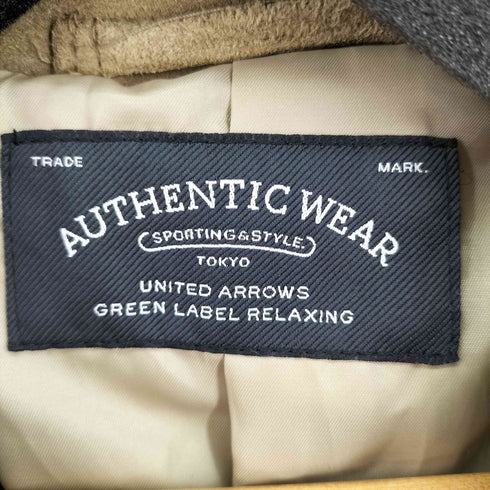 TRADE MARK.
AUTHENTIC WEAR
SPORTING&STYLE.
TOKYO
UNITED ARROWS
GREEN LABEL RELAXING